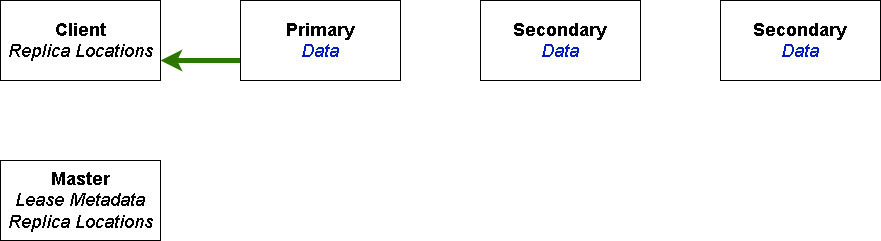 Client
Replica Locations
Primary
Data
Secondary
Data
Secondary
Data
Master
Lease Metadata
Replica Locations